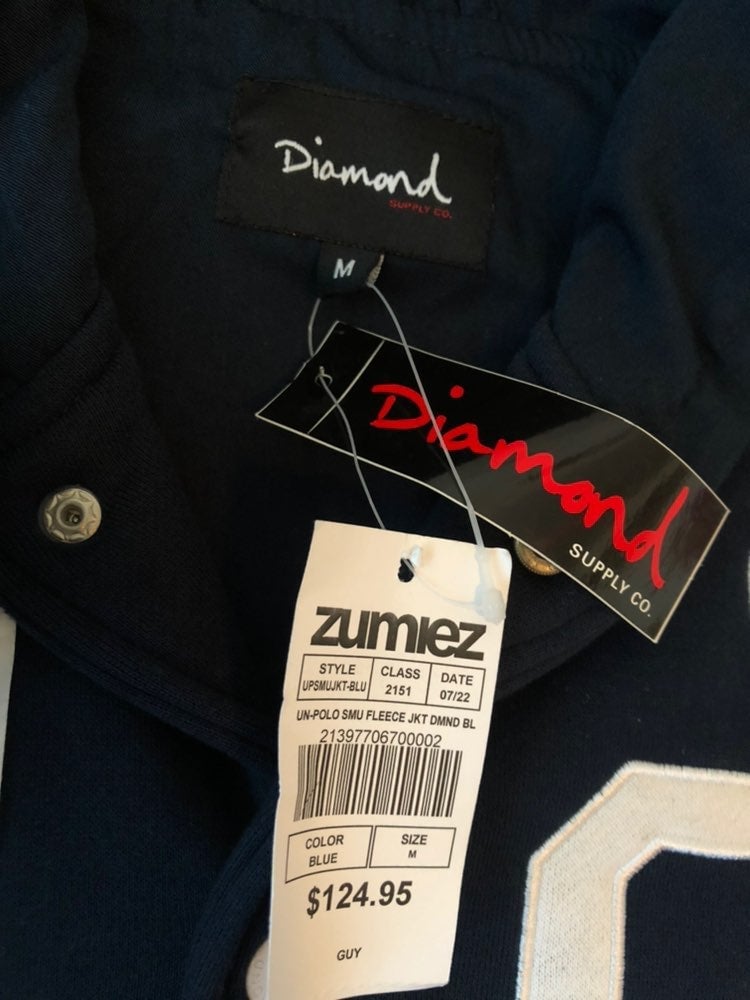 Diamond
SUPPLY CO.
M
Diamond
SUPPLY CO.
zumiez
STYLE
UPSMUJKT-BLU
CLASS
2151
DATE
07/22
UN-POLO SMU FLEECE JKT DMND BL
21397706700002
COLOR
BLUE
SIZE
M
$124.95
GUY